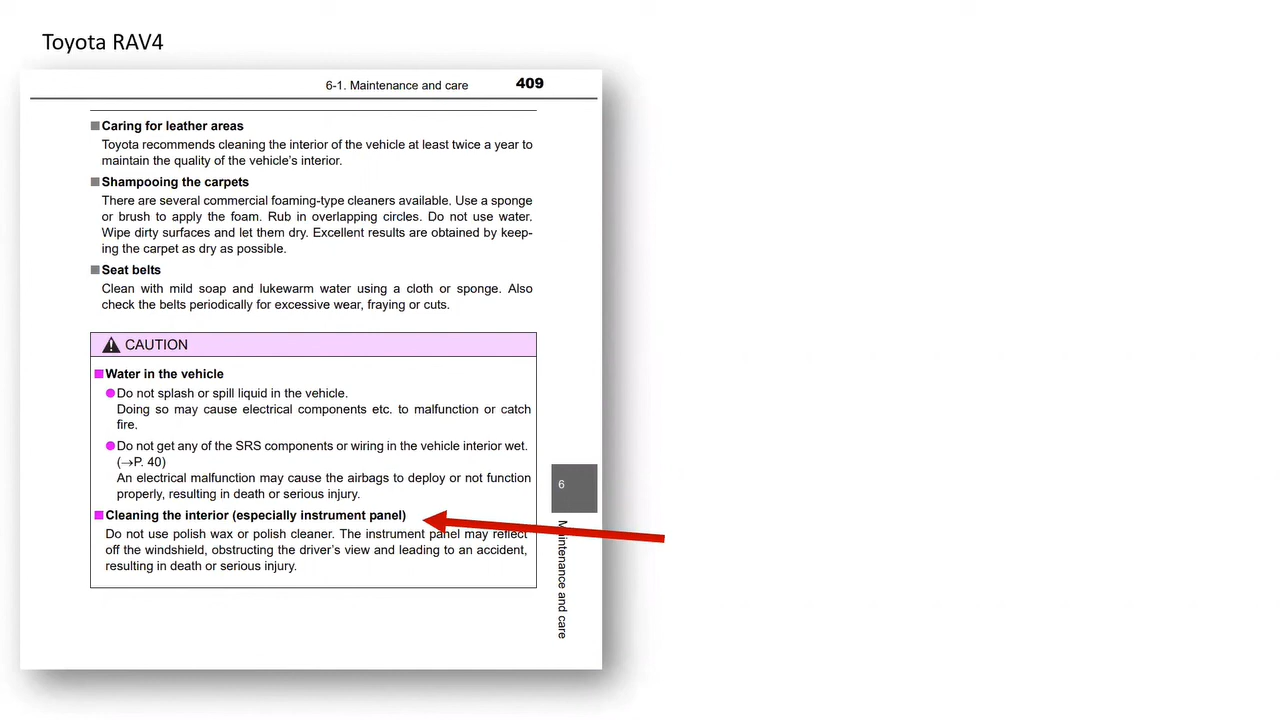 Toyota RAV4
6-1. Maintenance and care
409
Caring for leather areas
Toyota recommends cleaning the interior of the vehicle at least twice a year to
maintain the quality of the vehicle's interior.
Shampooing the carpets
There are several commercial foaming-type cleaners available. Use a sponge
or brush to apply the foam. Rub in overlapping circles. Do not use water.
Wipe dirty surfaces and let them dry. Excellent results are obtained by keep-
ing the carpet as dry as possible.
Seat belts
Clean with mild soap and lukewarm water using a cloth or sponge. Also
check the belts periodically for excessive wear, fraying or cuts.
CAUTION
Water in the vehicle
Do not splash or spill liquid in the vehicle.
Doing so may cause electrical components etc. to malfunction or catch
fire.
Do not get any of the SRS components or wiring in the vehicle interior wet.
(→P. 40)
An electrical malfunction may cause the airbags to deploy or not function
properly, resulting in death or serious injury.
Cleaning the interior (especially instrument panel)
Do not use polish wax or polish cleaner. The instrument panel may reflect
off the windshield, obstructing the driver's view and leading to an accident,
resulting in death or serious injury.
6
Maintenance and care